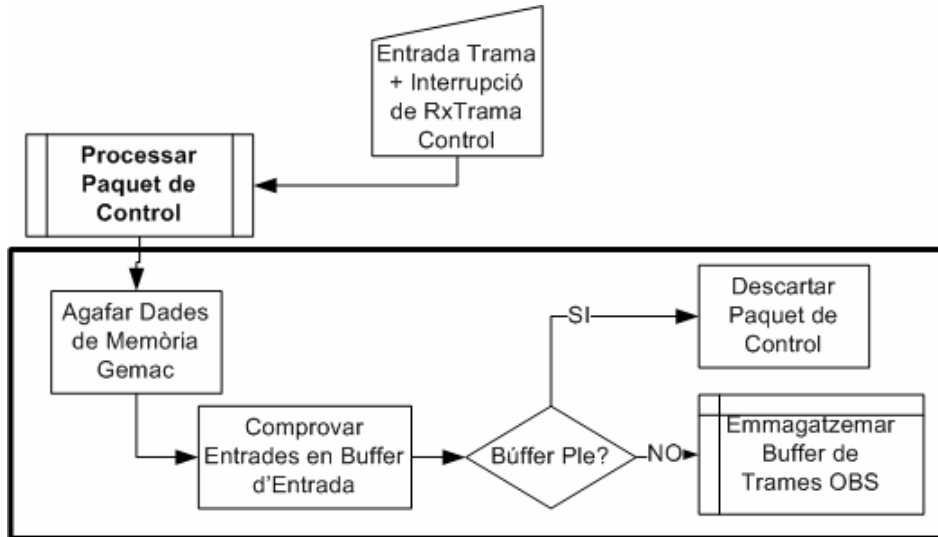 Entrada Trama
+ Interrupció
de RxTrama
Control
Processar
Paquet de
Control
Agafar Dades
de Memòria
Gemac
Comprovar
Entrades en Buffer
d'Entrada
Búffer Ple?
SI
Descartar
Paquet de
Control
NO
Emmagatzemar
Buffer de
Trames OBS